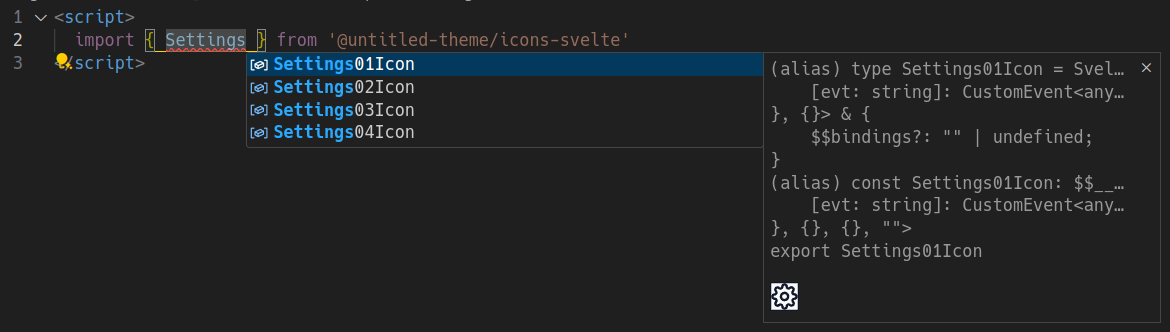 1 <script>
2 import { Settings } from '@untitled-theme/icons-svelte'
3 </script>
Settings01Icon
Settings02Icon
Settings03Icon
Settings04Icon
(alias) type Settings01Icon = Svel…
[evt: string]: CustomEvent<any…
}, {}> & {
$$bindings?: "" | undefined;
}
(alias) const Settings01Icon: $$__…
[evt: string]: CustomEvent<any…
}, {}, {}, "">
export Settings01Icon